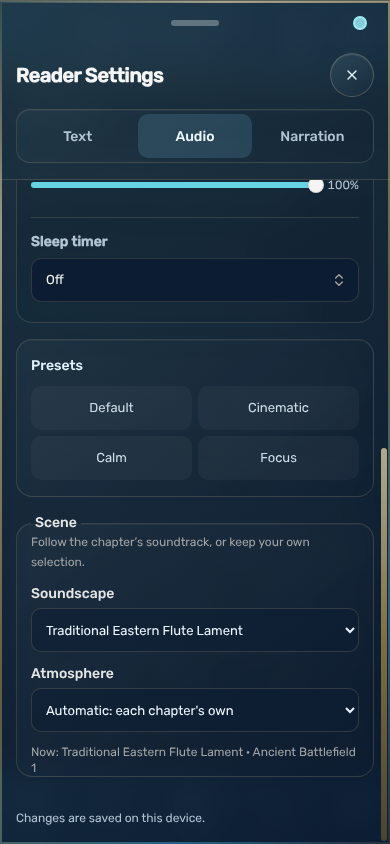 Reader Settings
Text
Audio
Narration
100%
Sleep timer
Off
Presets
Default
Cinematic
Calm
Focus
Scene
Follow the chapter's soundtrack, or keep your own
selection.
Soundscape
Traditional Eastern Flute Lament
Atmosphere
Automatic: each chapter's own
Now: Traditional Eastern Flute Lament • Ancient Battlefield
1
Changes are saved on this device.